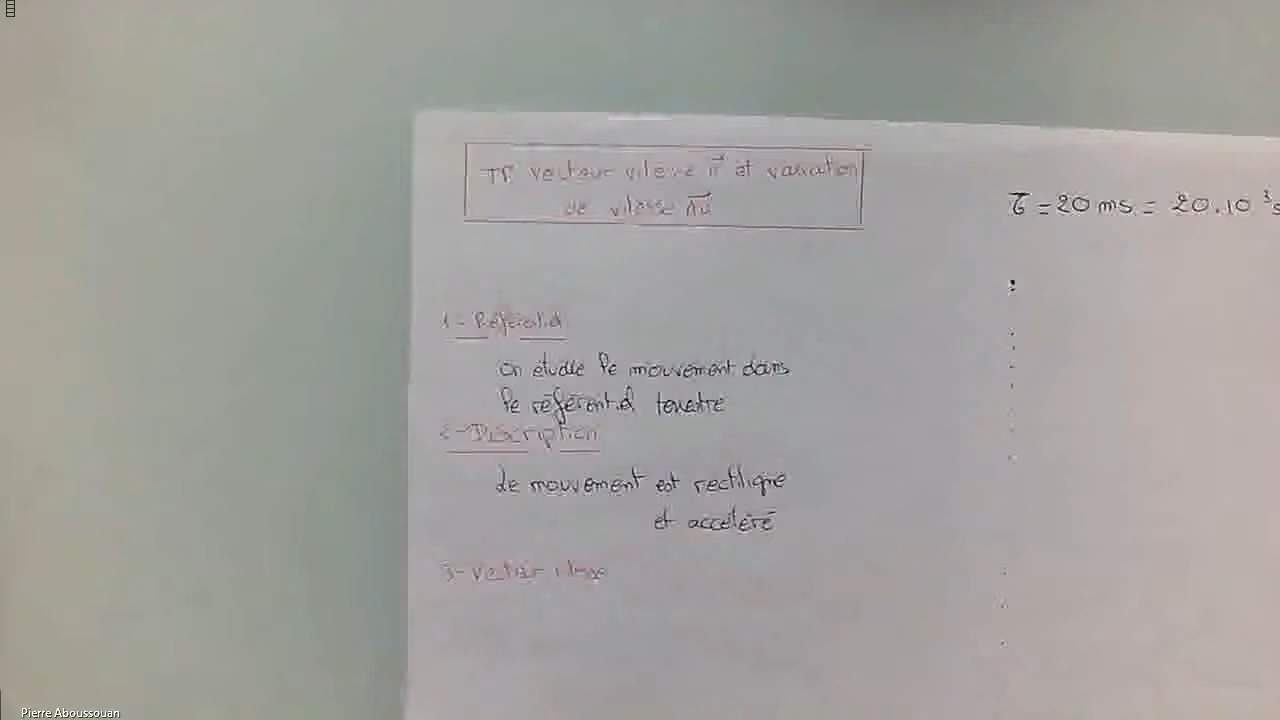 TP vecteur vitesse v⃗ et variation
de vitesse Δv⃗
τ = 20 ms = 20.10⁻³s
1- Référentiel
on étudie le mouvement dans
le référentiel terrestre
2- Description
Le mouvement est rectiligne
et accéléré
3- Vecteur vitesse
Pierre Aboussouan